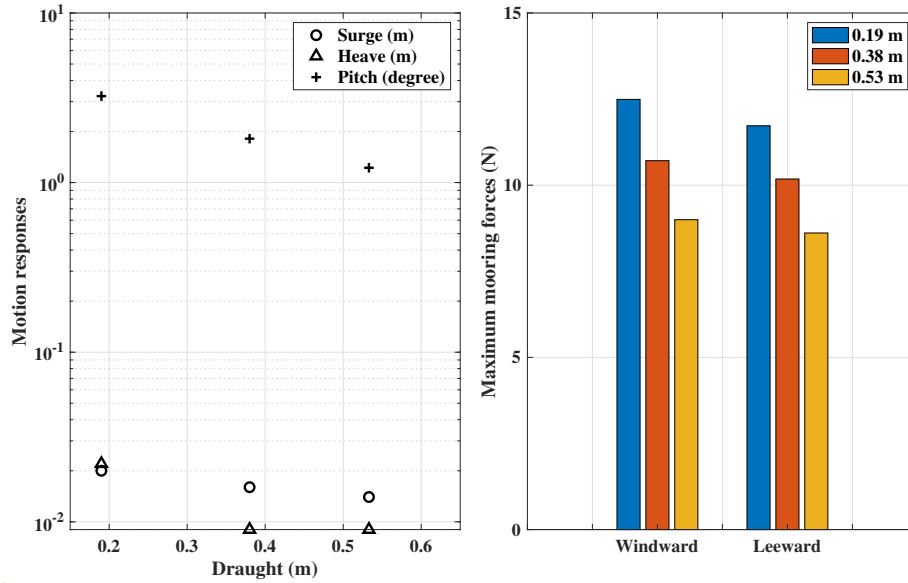 10^1
10^0
10^-1
10^-2
Motion responses
Surge (m)
Heave (m)
Pitch (degree)
0.2 0.3 0.4 0.5 0.6
Draught (m)
15
10
5
0
Maximum mooring forces (N)
0.19 m
0.38 m
0.53 m
Windward Leeward